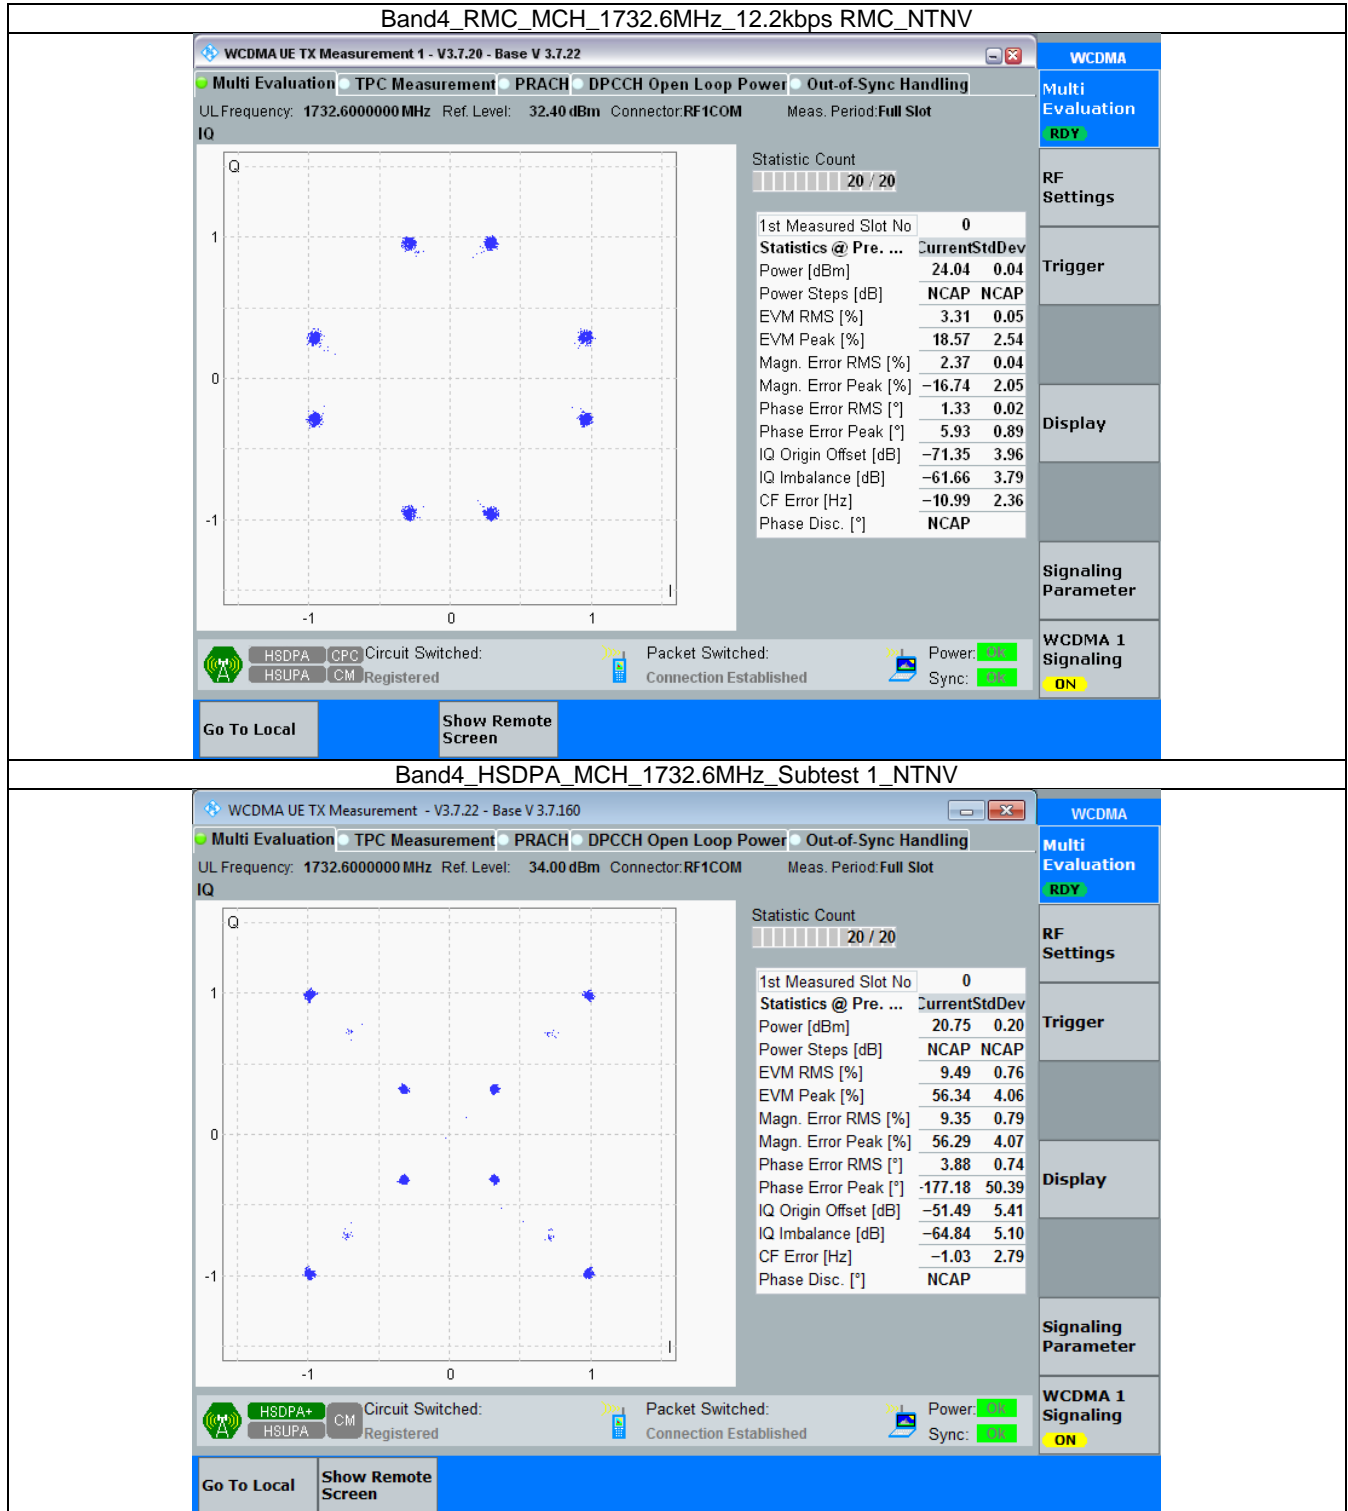 Band4_RMC_MCH_1732.6MHz_12.2kbps RMC_NTNV
WCDMA UE TX Measurement 1 - V3.7.20 - Base V 3.7.22
WCDMA
Multi Evaluation TPC Measurement PRACH DPCCH Open Loop Power Out-of-Sync Handling
Multi
Evaluation
RDY
UL Frequency: 1732.6000000 MHz Ref. Level: 32.40 dBm Connector:RF1COM Meas. Period:Full Slot
IQ
Q
1
0
-1
I
-1 0 1
Statistic Count
20 / 20
1st Measured Slot No 0
Statistics @ Pre. ... Current StdDev
Power [dBm] 24.04 0.04
Power Steps [dB] NCAP NCAP
EVM RMS [%] 3.31 0.05
EVM Peak [%] 18.57 2.54
Magn. Error RMS [%] 2.37 0.04
Magn. Error Peak [%] −16.74 2.05
Phase Error RMS [°] 1.33 0.02
Phase Error Peak [°] 5.93 0.89
IQ Origin Offset [dB] −71.35 3.96
IQ Imbalance [dB] −61.66 3.79
CF Error [Hz] −10.99 2.36
Phase Disc. [°] NCAP
RF
Settings
Trigger
Display
Signaling
Parameter
WCDMA 1
Signaling
ON
HSDPA CPC Circuit Switched: Packet Switched: Power: Ok
HSUPA CM Registered Connection Established Sync: Ok
Go To Local
Show Remote
Screen
Band4_HSDPA_MCH_1732.6MHz_Subtest 1_NTNV
WCDMA UE TX Measurement - V3.7.22 - Base V 3.7.160
WCDMA
Multi Evaluation TPC Measurement PRACH DPCCH Open Loop Power Out-of-Sync Handling
Multi
Evaluation
RDY
UL Frequency: 1732.6000000 MHz Ref. Level: 34.00 dBm Connector:RF1COM Meas. Period:Full Slot
IQ
Q
1
0
-1
I
-1 0 1
Statistic Count
20 / 20
1st Measured Slot No 0
Statistics @ Pre. ... Current StdDev
Power [dBm] 20.75 0.20
Power Steps [dB] NCAP NCAP
EVM RMS [%] 9.49 0.76
EVM Peak [%] 56.34 4.06
Magn. Error RMS [%] 9.35 0.79
Magn. Error Peak [%] 56.29 4.07
Phase Error RMS [°] 3.88 0.74
Phase Error Peak [°] -177.18 50.39
IQ Origin Offset [dB] −51.49 5.41
IQ Imbalance [dB] −64.84 5.10
CF Error [Hz] −1.03 2.79
Phase Disc. [°] NCAP
RF
Settings
Trigger
Display
Signaling
Parameter
WCDMA 1
Signaling
ON
HSDPA+ CM Circuit Switched: Packet Switched: Power: Ok
HSUPA Registered Connection Established Sync: Ok
Go To Local
Show Remote
Screen